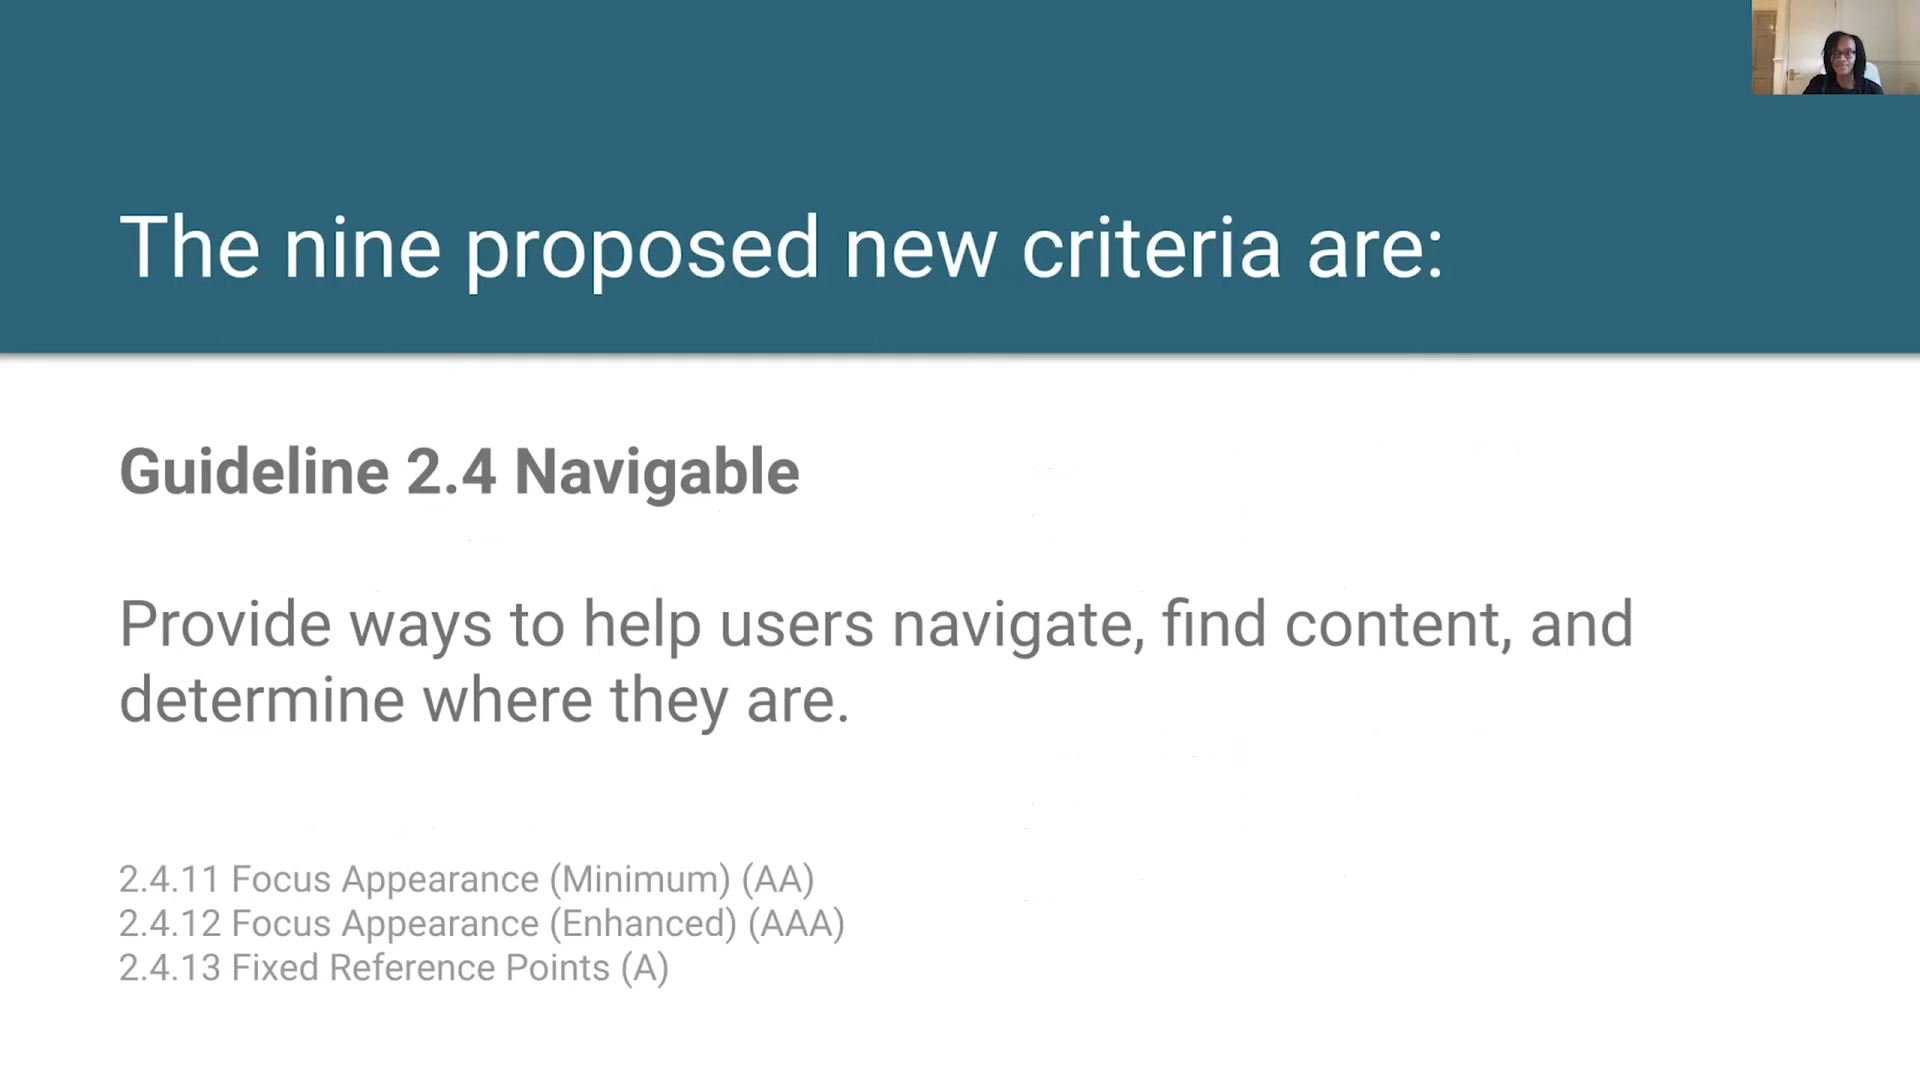 The nine proposed new criteria are:
Guideline 2.4 Navigable
Provide ways to help users navigate, find content, and
determine where they are.
2.4.11 Focus Appearance (Minimum) (AA)
2.4.12 Focus Appearance (Enhanced) (AAA)
2.4.13 Fixed Reference Points (A)